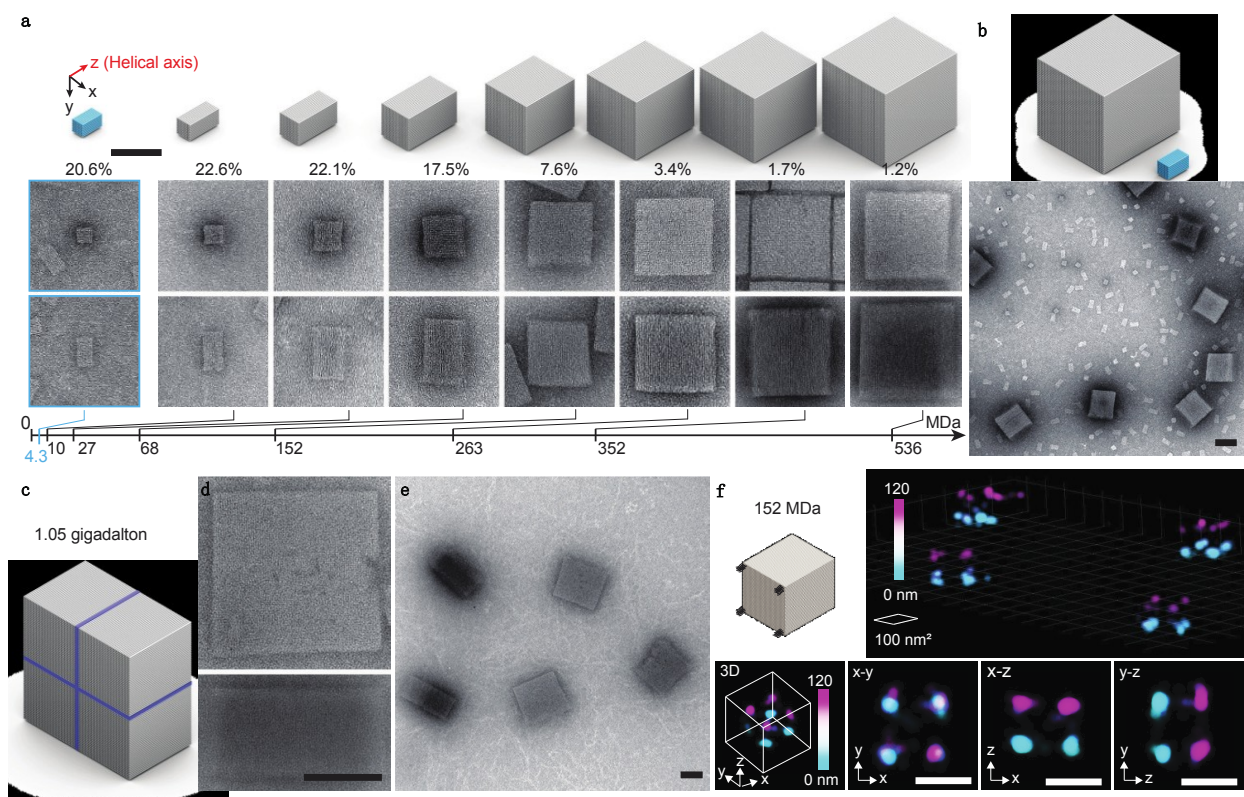 a
z (Helical axis)
x
y
20.6%
22.6%
22.1%
17.5%
7.6%
3.4%
1.7%
1.2%
0
4.3
10
27
68
152
263
352
536
MDa
b
c
1.05 gigadalton
d
e
f
152 MDa
120
0 nm
100 nm²
3D
120
0 nm
y
z
x
x-y
y
x
x-z
z
x
y-z
y
z